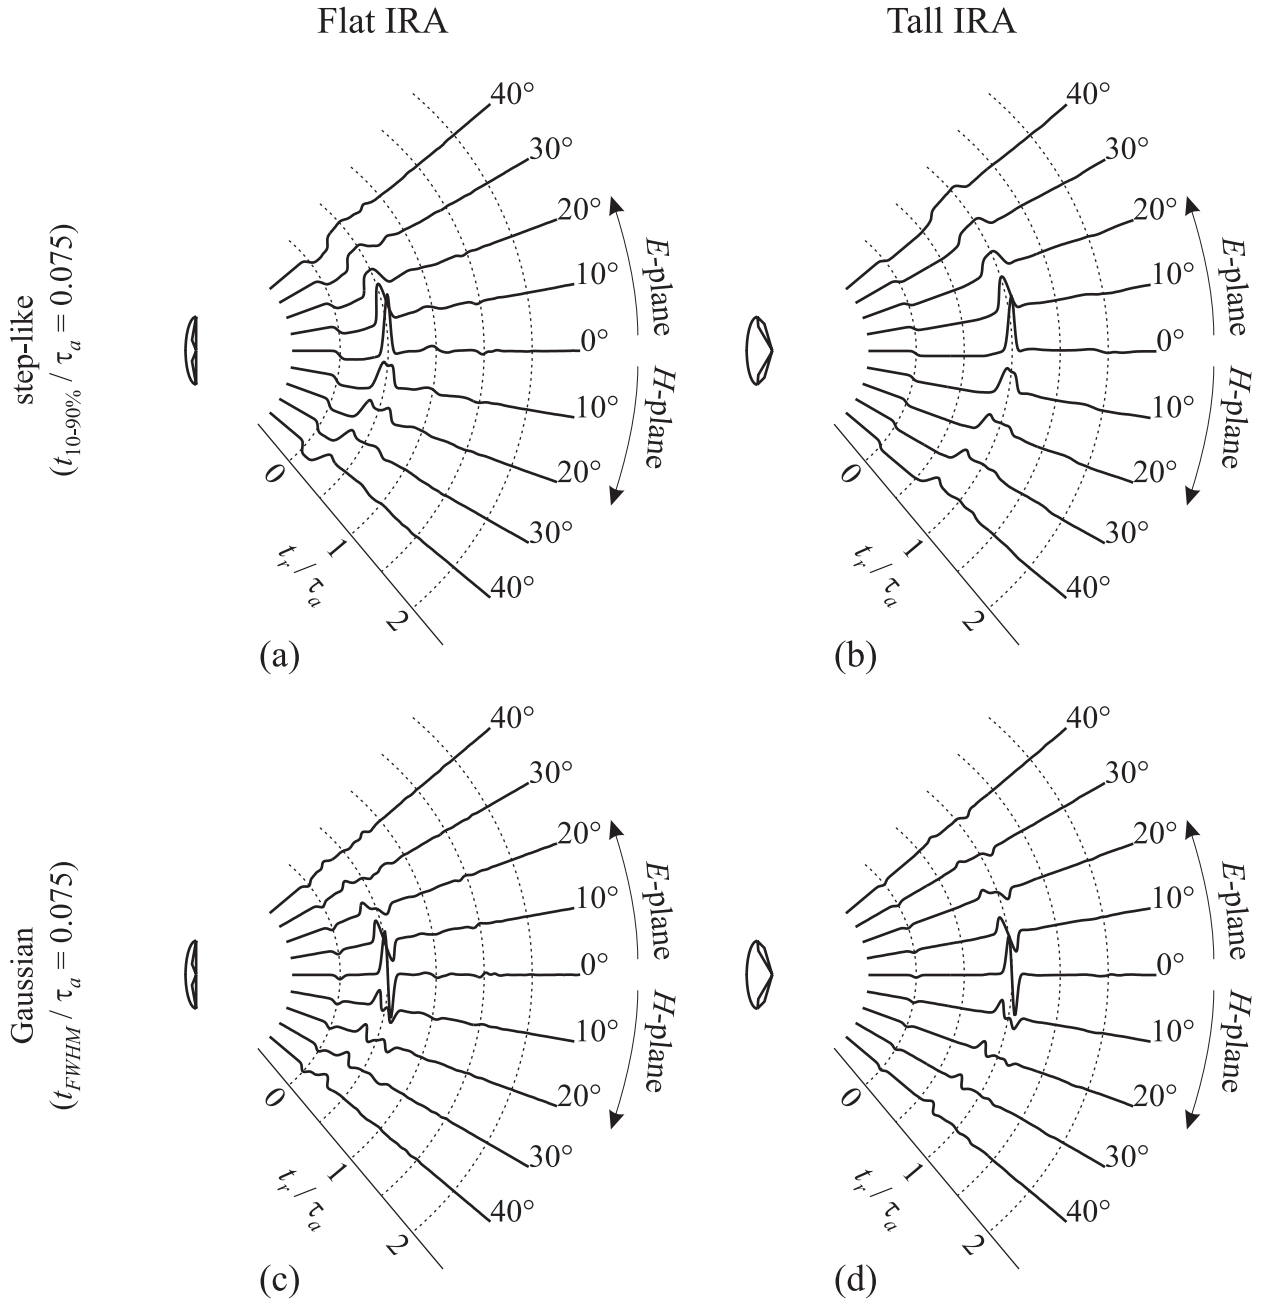 Flat IRA
Tall IRA
step-like
(t10-90% / τa = 0.075)
40°
30°
20°
10°
0°
10°
20°
30°
40°
E-plane
H-plane
0
1
2
tr / τa
(a)
40°
30°
20°
10°
0°
10°
20°
30°
40°
E-plane
H-plane
0
1
2
tr / τa
(b)
Gaussian
(tFWHM / τa = 0.075)
40°
30°
20°
10°
0°
10°
20°
30°
40°
E-plane
H-plane
0
1
2
tr / τa
(c)
40°
30°
20°
10°
0°
10°
20°
30°
40°
E-plane
H-plane
0
1
2
tr / τa
(d)